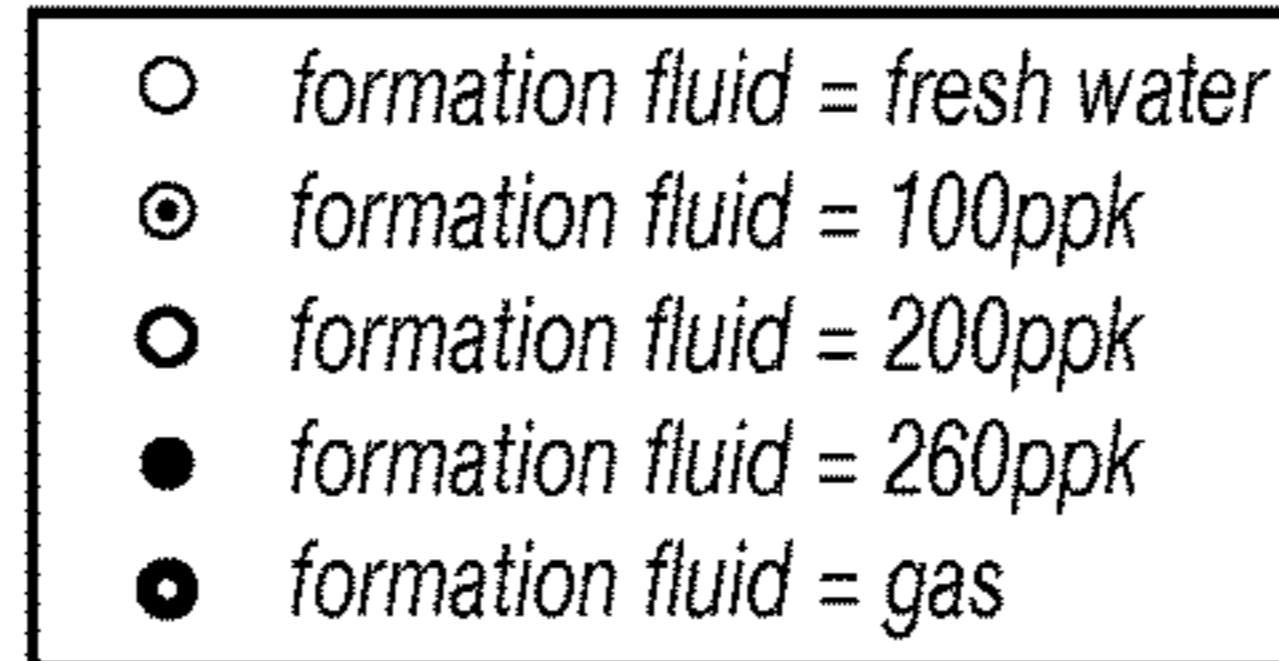 formation fluid = fresh water
formation fluid = 100ppk
formation fluid = 200ppk
formation fluid = 260ppk
formation fluid = gas